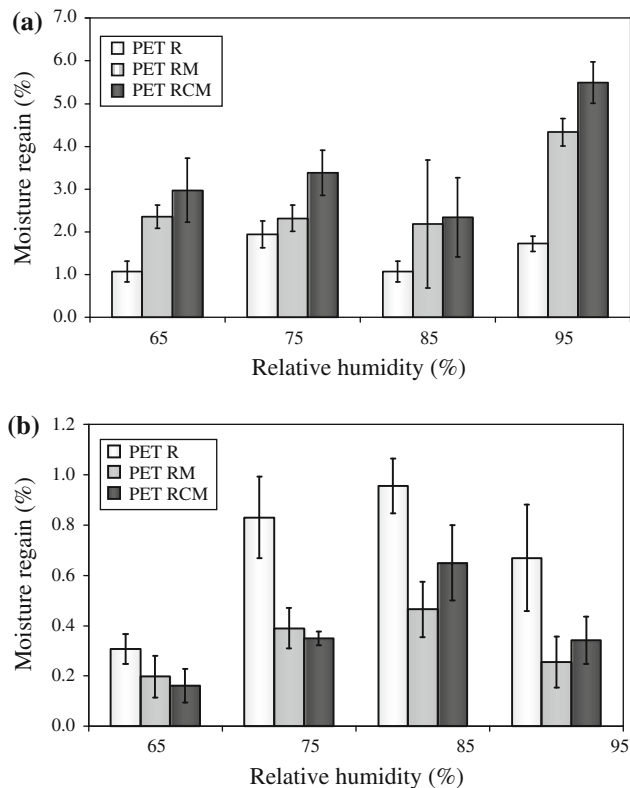 (a)
7.0
6.0
5.0
4.0
3.0
2.0
1.0
0.0
Moisture regain (%)
PET R
PET RM
PET RCM
65 75 85 95
Relative humidity (%)
(b)
1.2
1.0
0.8
0.6
0.4
0.2
0.0
Moisture regain (%)
PET R
PET RM
PET RCM
65 75 85 95
Relative humidity (%)